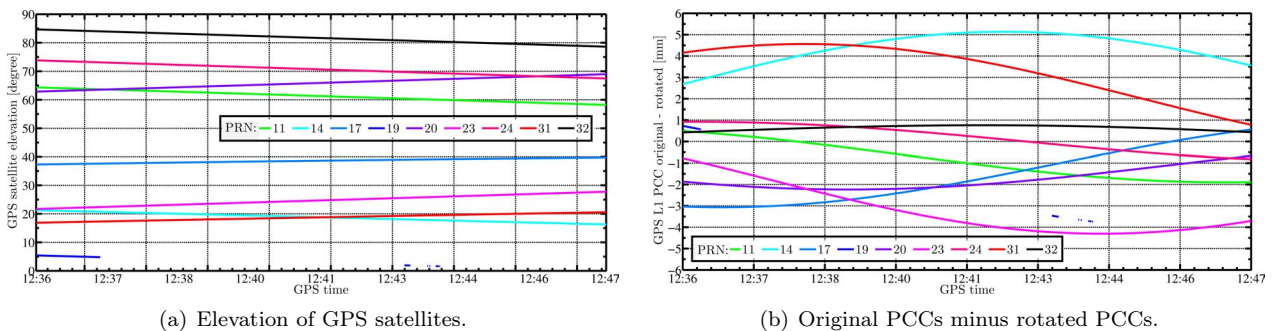 90
80
70
60
50
40
30
20
10
0
GPS satellite elevation [degree]
PRN: 11 14 17 19 20 23 24 31 32
12:36 12:37 12:38 12:40 12:41 12:43 12:44 12:46 12:47
GPS time
(a) Elevation of GPS satellites.
6
5
4
3
2
1
0
−1
−2
−3
−4
−5
−6
GPS L1 PCC original - rotated [mm]
PRN: 11 14 17 19 20 23 24 31 32
12:36 12:37 12:38 12:40 12:41 12:43 12:44 12:46 12:47
GPS time
(b) Original PCCs minus rotated PCCs.